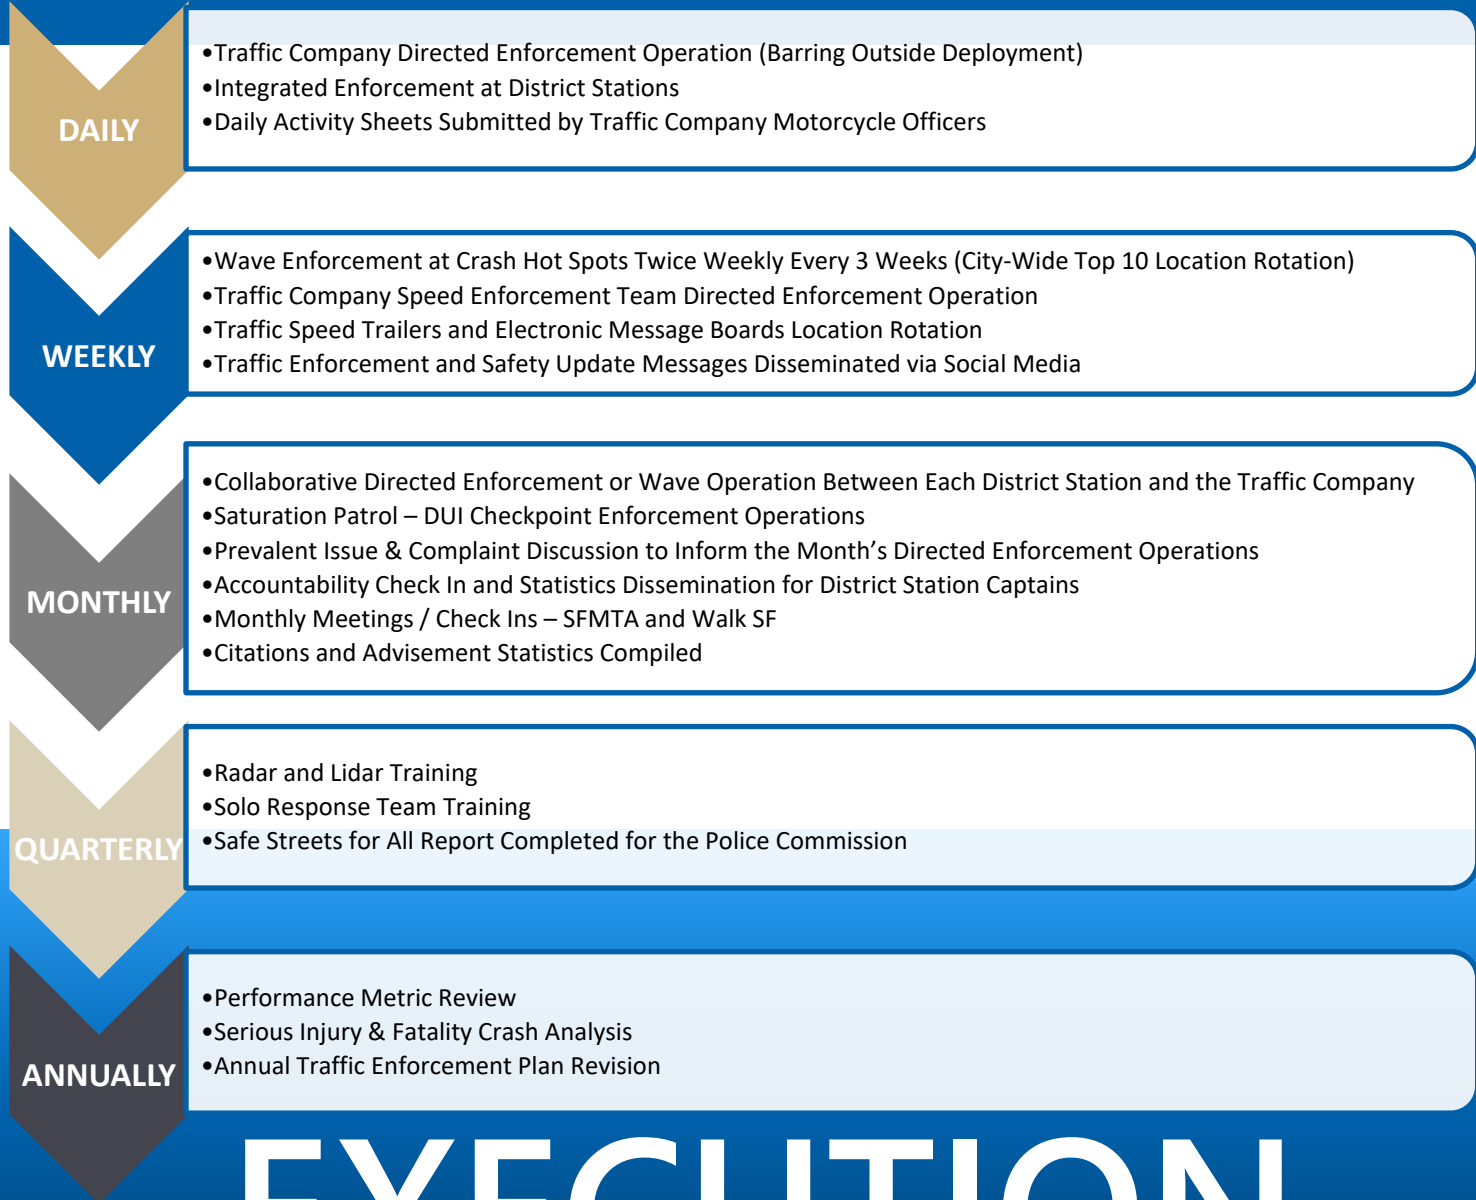 DAILY
•Traffic Company Directed Enforcement Operation (Barring Outside Deployment)
•Integrated Enforcement at District Stations
•Daily Activity Sheets Submitted by Traffic Company Motorcycle Officers
WEEKLY
•Wave Enforcement at Crash Hot Spots Twice Weekly Every 3 Weeks (City-Wide Top 10 Location Rotation)
•Traffic Company Speed Enforcement Team Directed Enforcement Operation
•Traffic Speed Trailers and Electronic Message Boards Location Rotation
•Traffic Enforcement and Safety Update Messages Disseminated via Social Media
MONTHLY
•Collaborative Directed Enforcement or Wave Operation Between Each District Station and the Traffic Company
•Saturation Patrol – DUI Checkpoint Enforcement Operations
•Prevalent Issue & Complaint Discussion to Inform the Month’s Directed Enforcement Operations
•Accountability Check In and Statistics Dissemination for District Station Captains
•Monthly Meetings / Check Ins – SFMTA and Walk SF
•Citations and Advisement Statistics Compiled
QUARTERLY
•Radar and Lidar Training
•Solo Response Team Training
•Safe Streets for All Report Completed for the Police Commission
ANNUALLY
•Performance Metric Review
•Serious Injury & Fatality Crash Analysis
•Annual Traffic Enforcement Plan Revision
EXECUTION